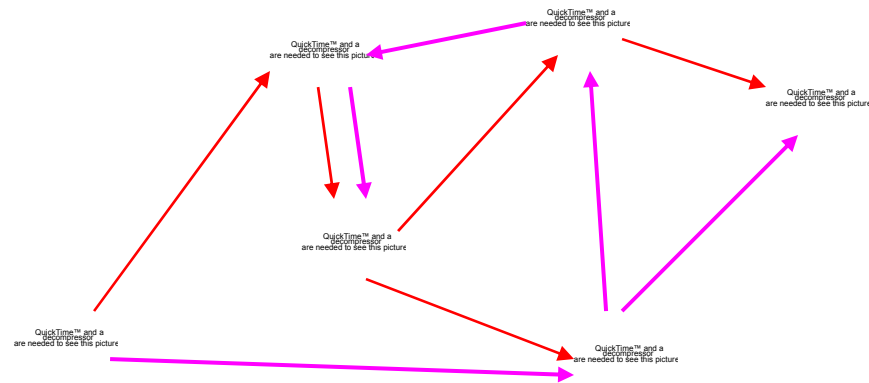 QuickTime™ and a
decompressor
are needed to see this picture
QuickTime™ and a
decompressor
are needed to see this picture
QuickTime™ and a
decompressor
are needed to see this picture
QuickTime™ and a
decompressor
are needed to see this picture
QuickTime™ and a
decompressor
are needed to see this picture
QuickTime™ and a
decompressor
are needed to see this picture